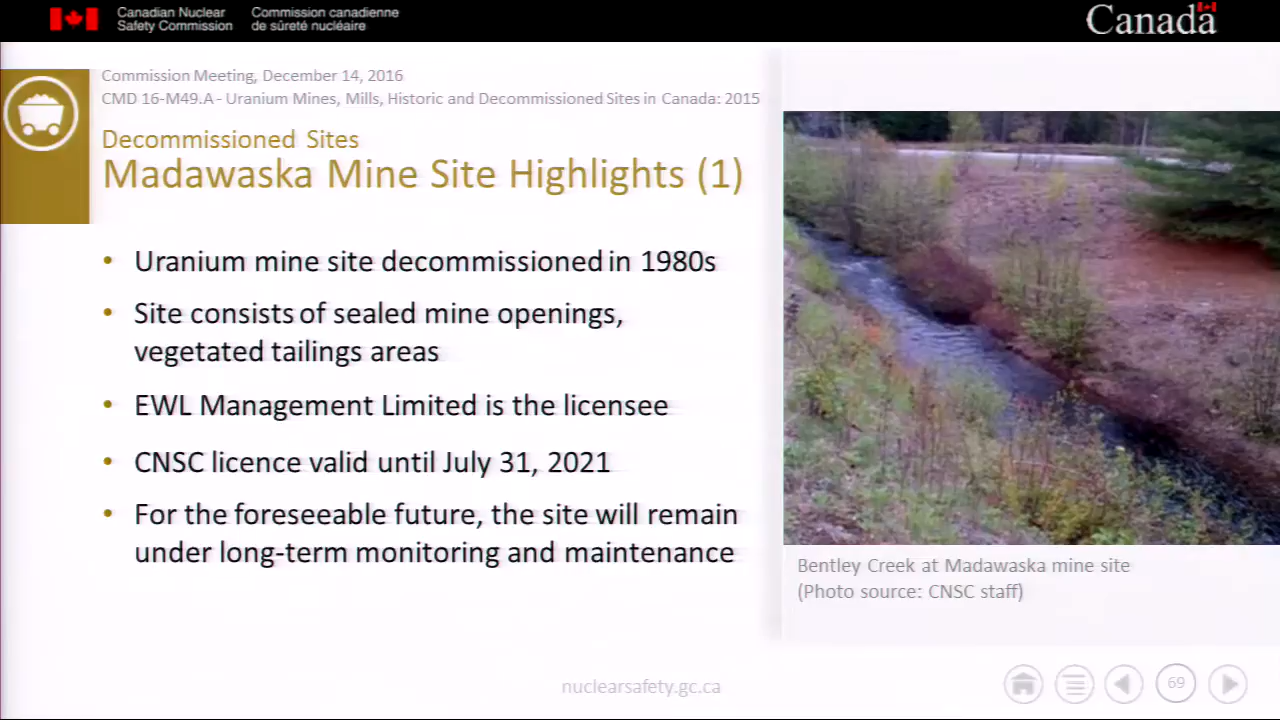 Canadian Nuclear
Safety Commission
Commission canadienne
de sûreté nucléaire
Canada
Commission Meeting, December 14, 2016
CMD 16-M49.A - Uranium Mines, Mills, Historic and Decommissioned Sites in Canada: 2015
Decommissioned Sites
Madawaska Mine Site Highlights (1)
• Uranium mine site decommissioned in 1980s
• Site consists of sealed mine openings,
vegetated tailings areas
• EWL Management Limited is the licensee
• CNSC licence valid until July 31, 2021
• For the foreseeable future, the site will remain
under long-term monitoring and maintenance
Bentley Creek at Madawaska mine site
(Photo source: CNSC staff)
nuclearsafety.gc.ca
69